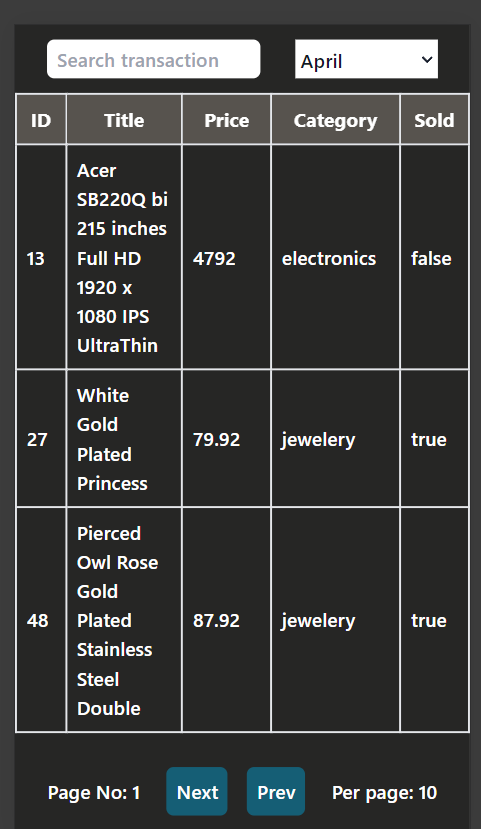 Search transaction April
ID Title Price Category Sold
Acer
SB220Q bi
215 inches
13 Full HD 4792 electronics false
1920 x
1080 IPS
UltraThin
White
Gold
27 Plated 79.92 jewelery true
Princess
Pierced
Owl Rose
Gold
48 Plated 87.92 jewelery true
Stainless
Steel
Double
Page No: 1 Next Prev Per page: 10